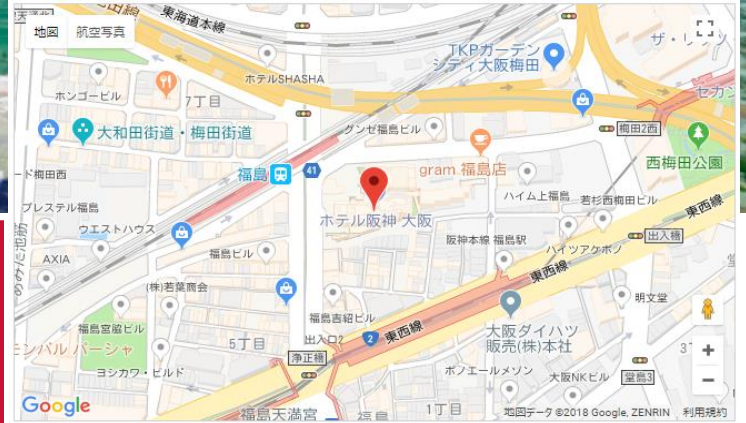 東海道本線
地図 航空写真
TKPガーデン
シティ大阪梅田
ザ・
ホテルSHASHA
ホンゴービル
7丁目
セカン
グンゼ福島ビル
梅田2西
大和田街道・梅田街道
gram 福島店
西梅田公園
福島
41
ード梅田西
ハイム上福島
若杉西梅田ビル
プレステル福島
ホテル阪神 大阪
東西線
ウエストハウス
阪神本線 福島駅
出入橋
AXIA
福島ビル
ハイツアケボノ
東西線
(株)若葉商会
明文堂
福島吉絽ビル
福島宮脇ビル
2
東西線
大阪ダイハツ
販売(株)本社
5丁目
出入口2
モンパルパーシャ
浄正橋
ヨシカワ・ビルド
ボノエールメゾン
大阪NKビル
堂島3
Google
福島天満宮
福島
1丁目
地図データ ©2018 Google, ZENRIN 利用規約